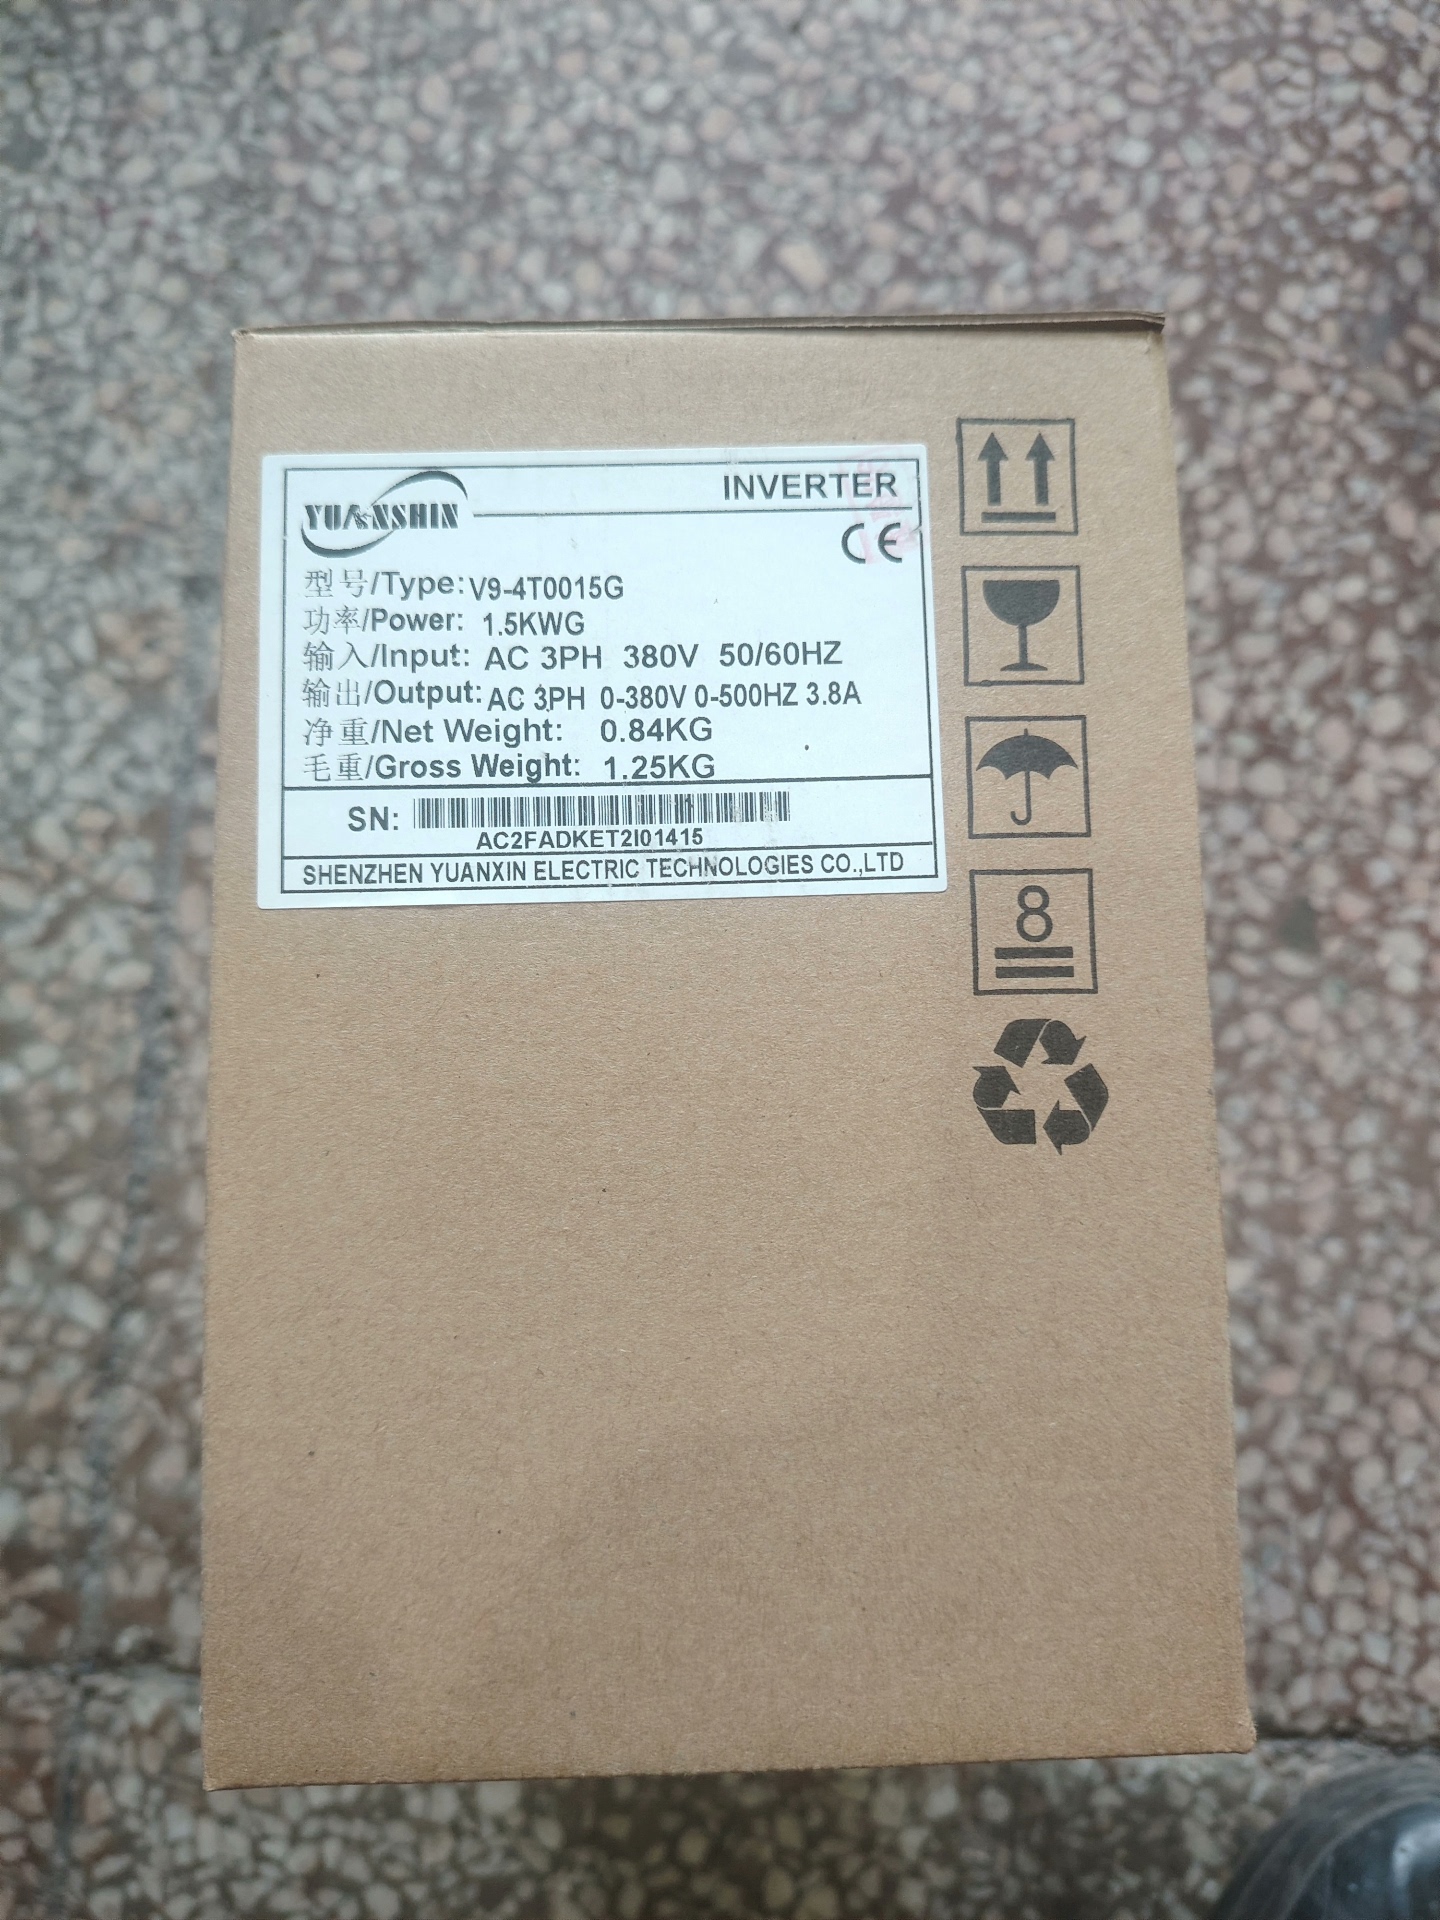 YUANSHIN
INVERTER
CE
型号/Type: V9-4T0015G
功率/Power: 1.5KWG
输入/Input: AC 3PH 380V 50/60HZ
输出/Output: AC 3PH 0-380V 0-500HZ 3.8A
净重/Net Weight: 0.84KG
毛重/Gross Weight: 1.25KG
SN:
AC2FADKET2I01415
SHENZHEN YUANXIN ELECTRIC TECHNOLOGIES CO.,LTD
8